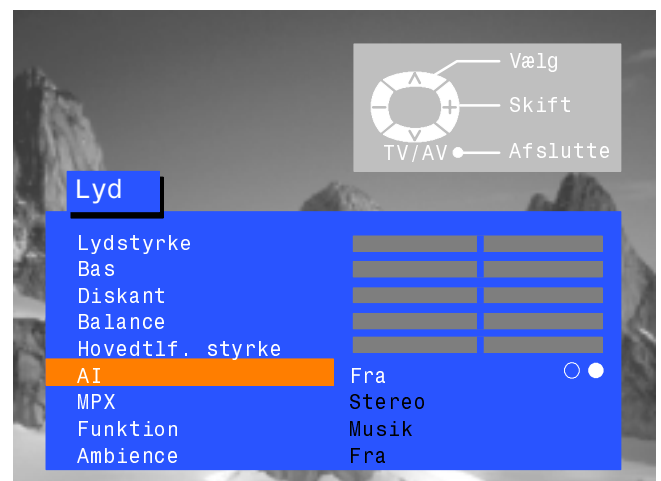 Vælg
Skift
TV/AV Afslutte
Lyd
Lydstyrke
Bas
Diskant
Balance
Hovedtlf. styrke
AI Fra
MPX Stereo
Funktion Musik
Ambience Fra